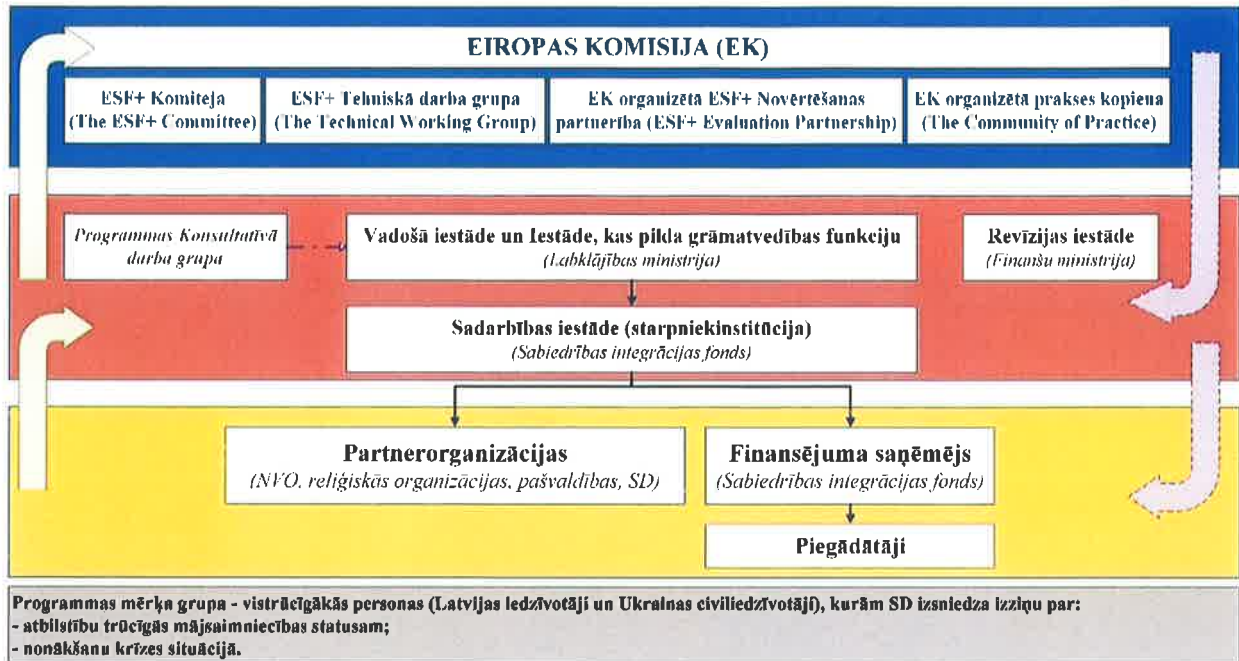 EIROPAS KOMISIJA (EK)
ESF+ Komiteja
(The ESF+ Committee)
ESF+ Tehniskā darba grupa
(The Technical Working Group)
EK organizētā ESF+ Novērtēšanas
partnerība (ESF+ Evaluation Partnership)
EK organizētā prakses kopiena
(The Community of Practice)
Programmas Konsultatīvā
darba grupa
Vadošā iestāde un Iestāde, kas pilda grāmatvedības funkciju
(Labklājības ministrija)
Revīzijas iestāde
(Finanšu ministrija)
Sadarbības iestāde (starpniekinstitūcija)
(Sabiedrības integrācijas fonds)
Partnerorganizācijas
(NVO, reliģiskās organizācijas, pašvaldības, SD)
Finansējuma saņēmējs
(Sabiedrības integrācijas fonds)
Piegādātāji
Programmas mērķa grupa - vistrūcīgākās personas (Latvijas iedzīvotāji un Ukrainas civiliedzīvotāji), kurām SD izsniedza izziņu par:
- atbilstību trūcīgās mājsaimniecības statusam;
- nonākšanu krīzes situācijā.